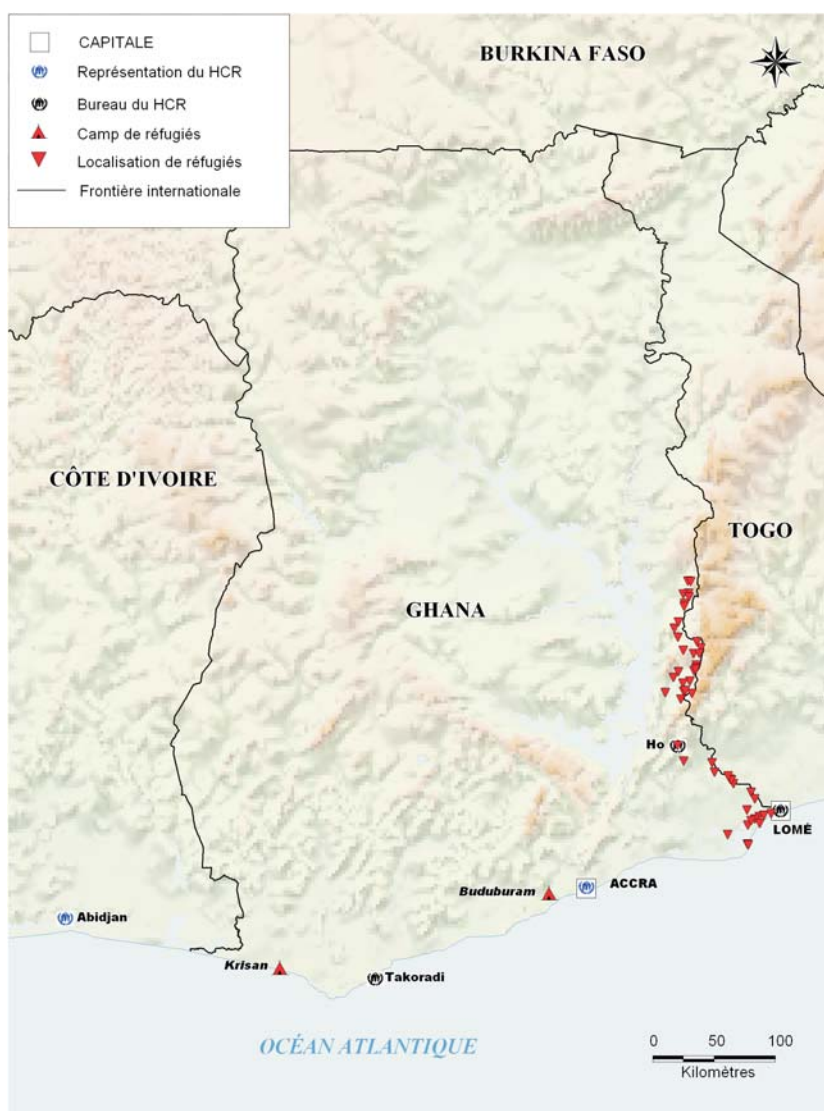 CAPITALE
Représentation du HCR
Bureau du HCR
Camp de réfugiés
Localisation de réfugiés
Frontière internationale
BURKINA FASO
CÔTE D'IVOIRE
TOGO
GHANA
Ho
LOMÉ
Buduburam
ACCRA
Abidjan
Krisan
Takoradi
OCÉAN ATLANTIQUE
0 50 100
Kilomètres